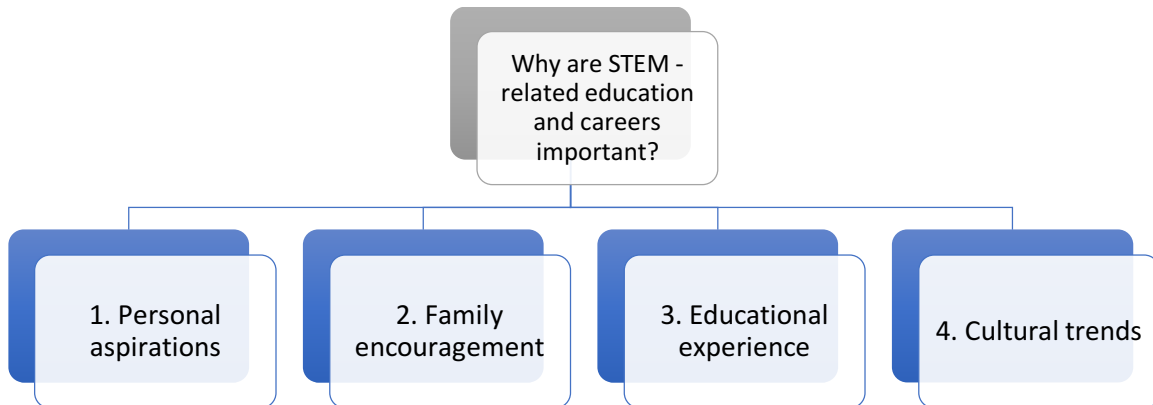 Why are STEM -
related education
and careers
important?
1. Personal
aspirations
2. Family
encouragement
3. Educational
experience
4. Cultural trends